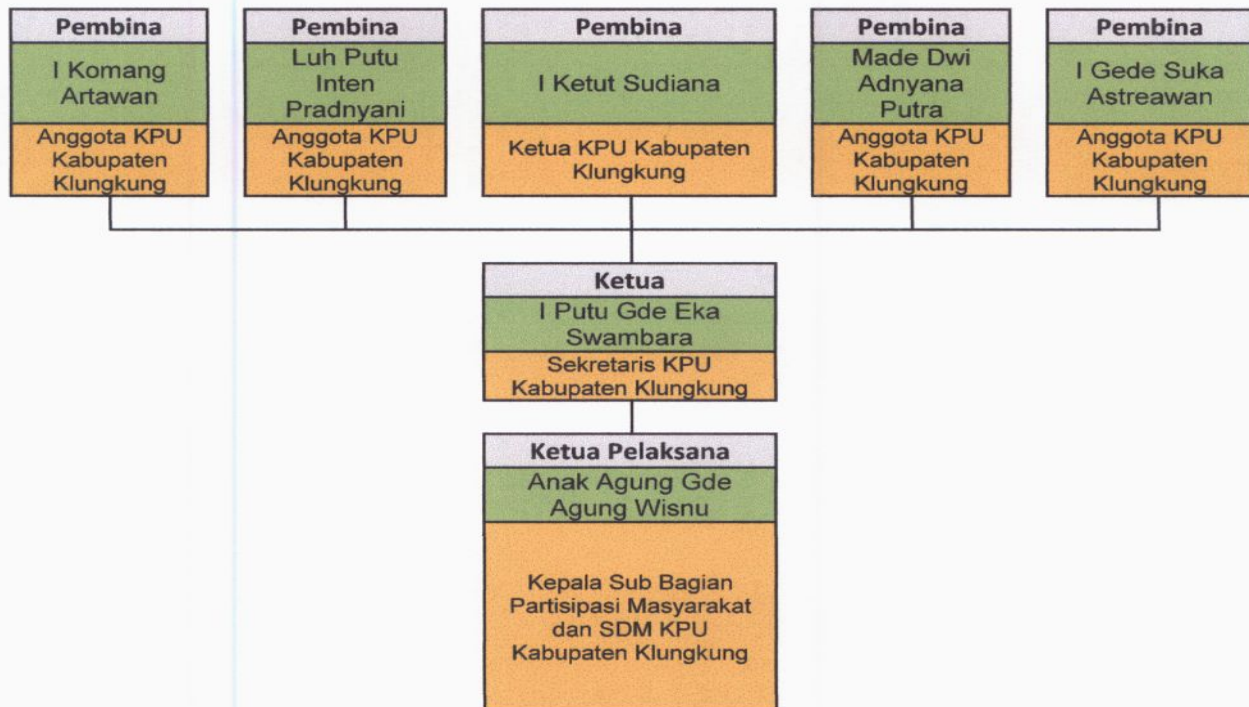 Pembina
I Komang
Artawan
Anggota KPU
Kabupaten
Klungkung
Pembina
Luh Putu
Inten
Pradnyani
Anggota KPU
Kabupaten
Klungkung
Pembina
I Ketut Sudiana
Ketua KPU Kabupaten
Klungkung
Pembina
Made Dwi
Adnyana
Putra
Anggota KPU
Kabupaten
Klungkung
Pembina
I Gede Suka
Astreawan
Anggota KPU
Kabupaten
Klungkung
Ketua
I Putu Gde Eka
Swambara
Sekretaris KPU
Kabupaten Klungkung
Ketua Pelaksana
Anak Agung Gde
Agung Wisnu
Kepala Sub Bagian
Partisipasi Masyarakat
dan SDM KPU
Kabupaten Klungkung